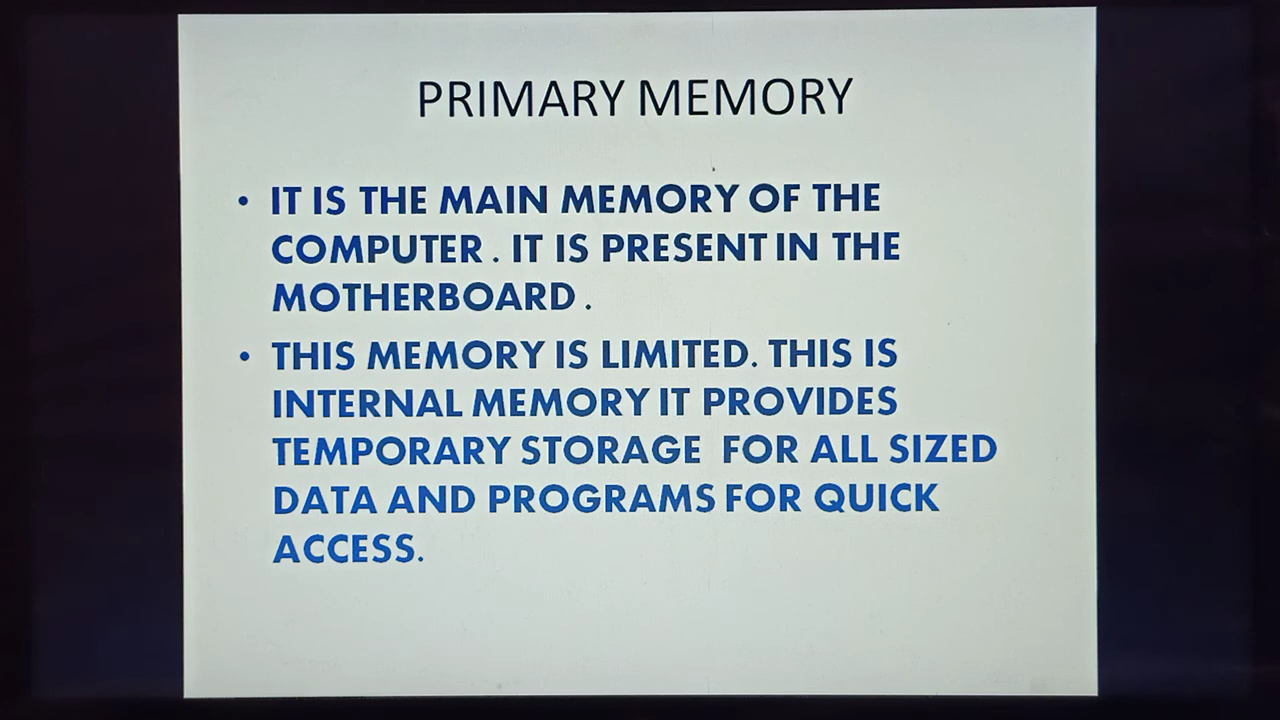 PRIMARY MEMORY
• IT IS THE MAIN MEMORY OF THE
COMPUTER . IT IS PRESENT IN THE
MOTHERBOARD .
• THIS MEMORY IS LIMITED. THIS IS
INTERNAL MEMORY IT PROVIDES
TEMPORARY STORAGE FOR ALL SIZED
DATA AND PROGRAMS FOR QUICK
ACCESS.